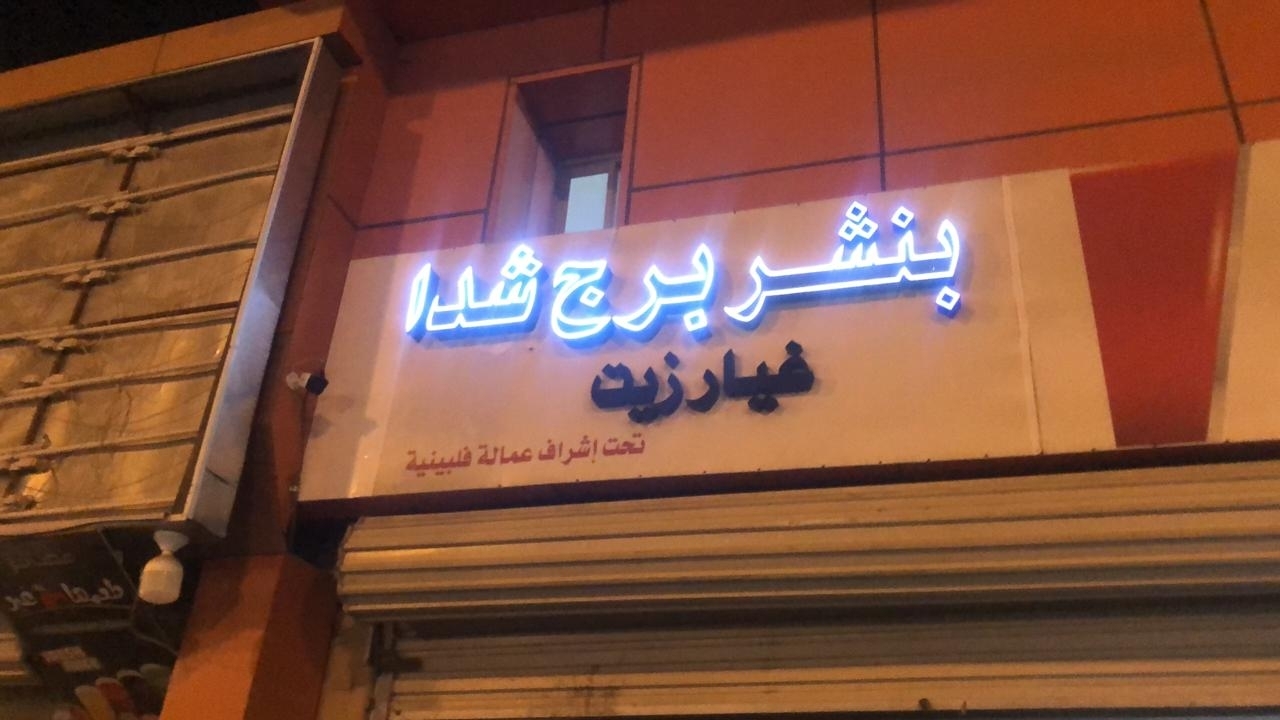 بنشر برج شدا
غيار زيت
تحت إشراف عمالة فلبينية